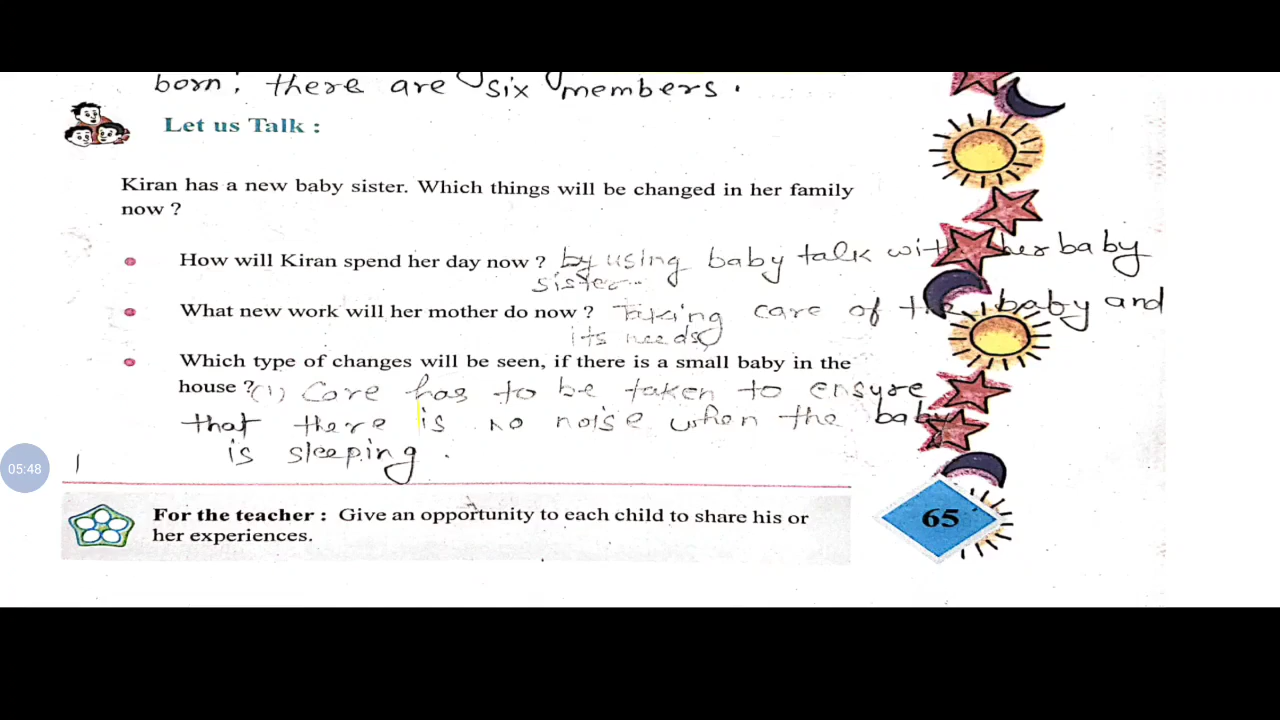 born; there are six members.
Let us Talk :
Kiran has a new baby sister. Which things will be changed in her family
now ?
How will Kiran spend her day now ? by using baby talk with her baby
sister..
What new work will her mother do now ? Taking care of the baby and
its needs
Which type of changes will be seen, if there is a small baby in the
house ? (1) Care has to be taken to ensure
that there is no noise when the baby
is sleeping.
05:48
For the teacher : Give an opportunity to each child to share his or
her experiences.
65